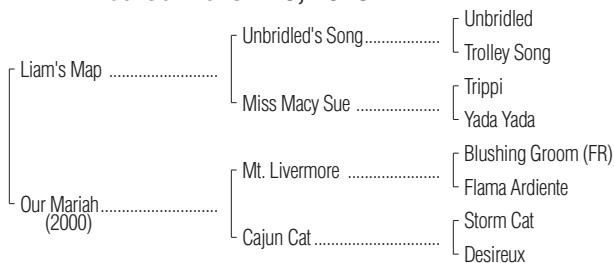 Unbridled
Unbridled's Song....................
Trolley Song
Liam's Map .............................
Trippi
Miss Macy Sue ......................
Yada Yada
Blushing Groom (FR)
Mt. Livermore ........................
Flama Ardiente
Our Mariah...............................
(2000)
Storm Cat
Cajun Cat.................................
Desireux